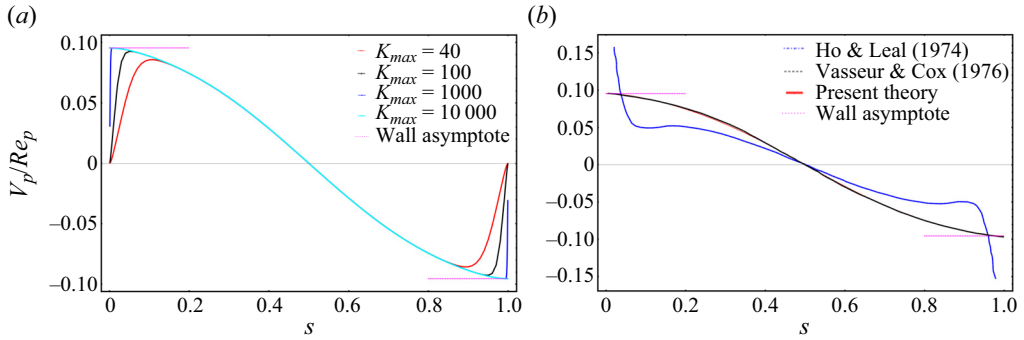 (a)
0.10
0.05
0
–0.05
–0.10
V_p/Re_p
K_max = 40
K_max = 100
K_max = 1000
K_max = 10 000
Wall asymptote
0 0.2 0.4 0.6 0.8 1.0
s
(b)
0.15
0.10
0.05
0
–0.05
–0.10
–0.15
Ho & Leal (1974)
Vasseur & Cox (1976)
Present theory
Wall asymptote
0 0.2 0.4 0.6 0.8 1.0
s